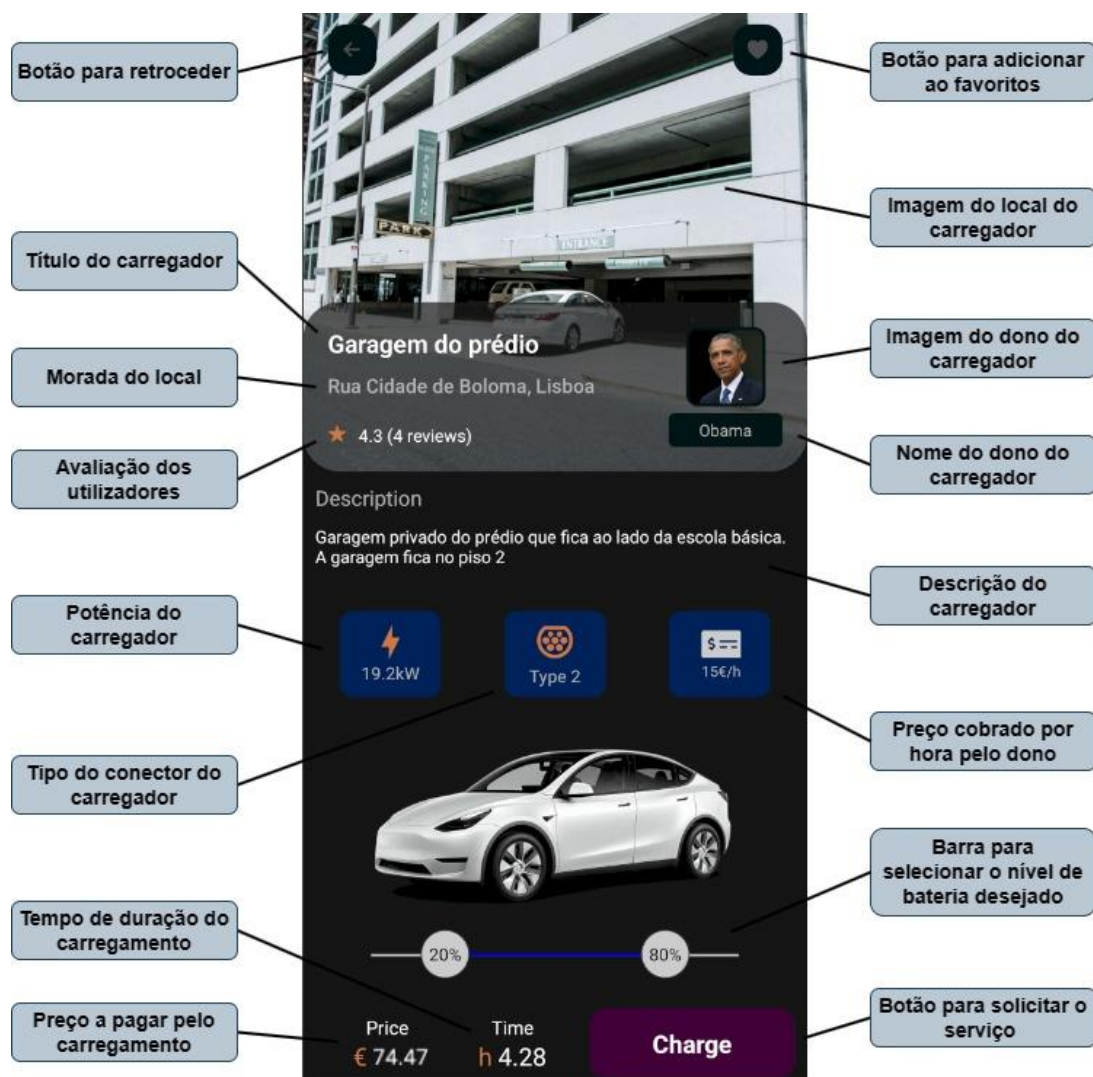 Botão para retroceder
Botão para adicionar
ao favoritos
PARKING
PARK
ENTRANCE
Imagem do local do
carregador
Título do carregador
Garagem do prédio
Imagem do dono do
carregador
Morada do local
Rua Cidade de Boloma, Lisboa
4.3 (4 reviews)
Obama
Avaliação dos
utilizadores
Nome do dono do
carregador
Description
Garagem privado do prédio que fica ao lado da escola básica.
A garagem fica no piso 2
Descrição do
carregador
Potência do
carregador
19.2kW
Type 2
$
15€/h
Preço cobrado por
hora pelo dono
Tipo do conector do
carregador
Barra para
selecionar o nível de
bateria desejado
Tempo de duração do
carregamento
20%
80%
Preço a pagar pelo
carregamento
Price
€ 74.47
Time
h 4.28
Charge
Botão para solicitar o
serviço